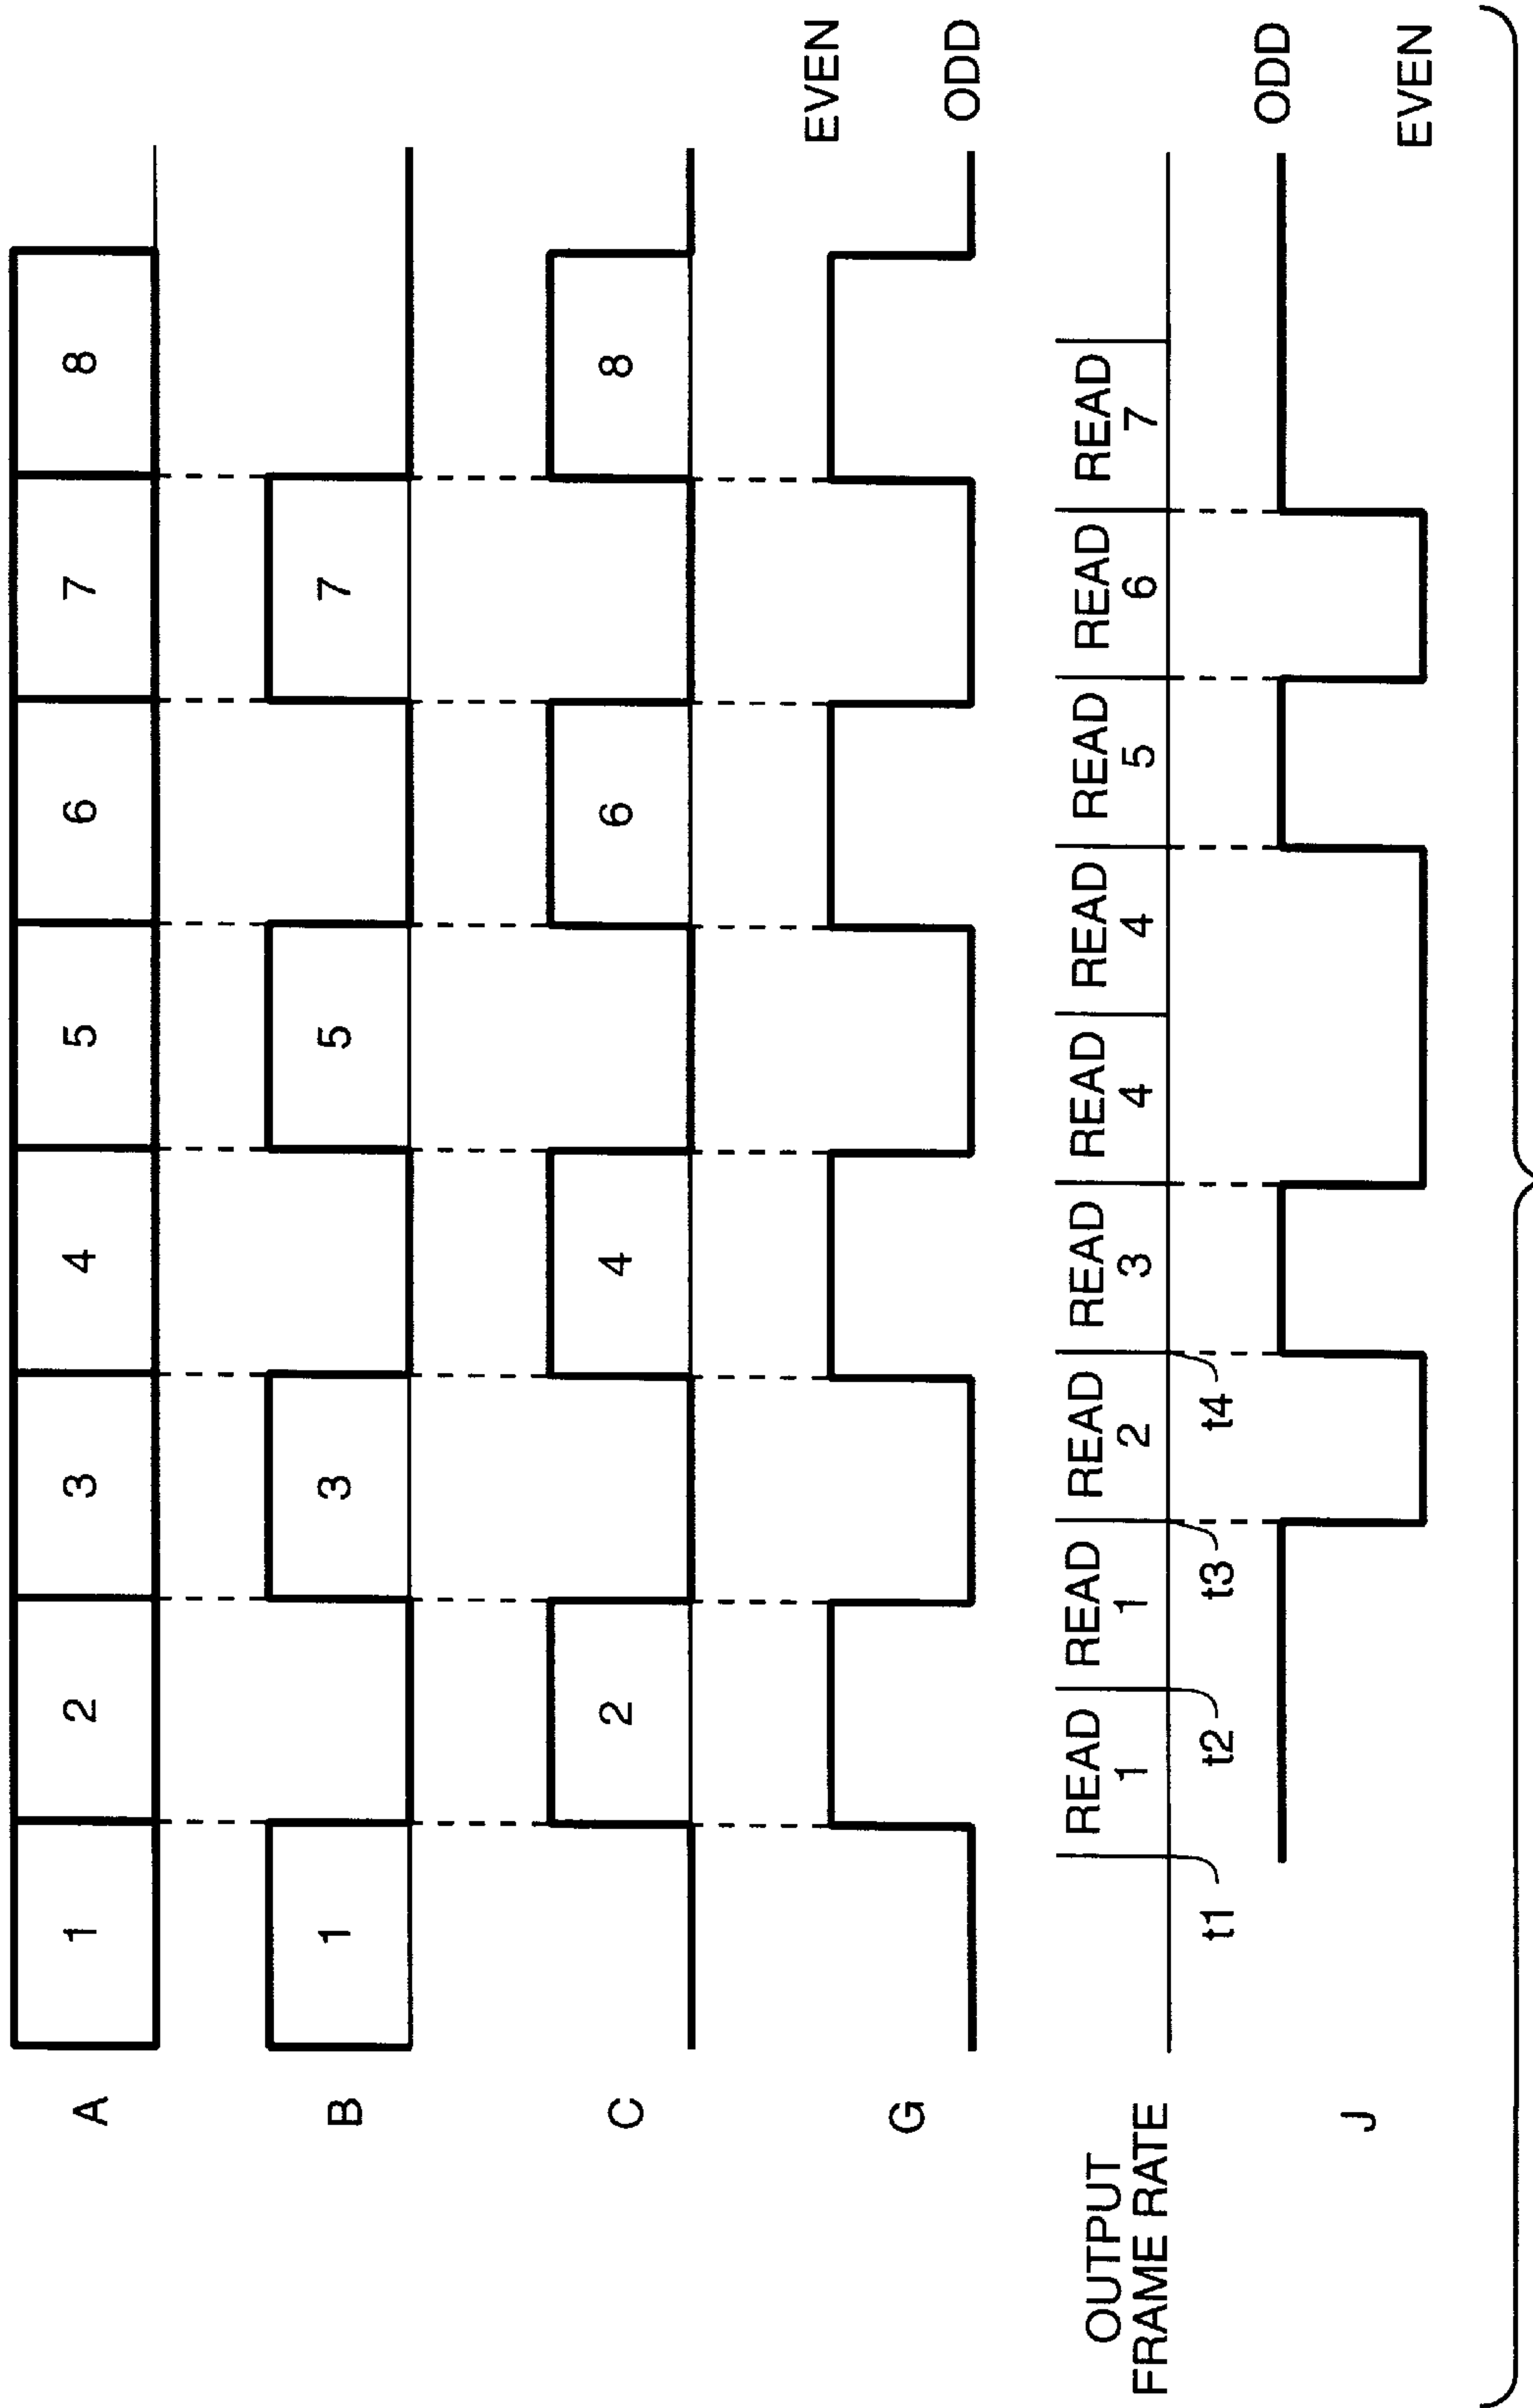 A 1 2 3 4 5 6 7 8
B 1 3 5 7
C 2 4 6 8
EVEN
G ODD
OUTPUT
FRAME RATE
READ READ READ READ READ READ READ READ READ
1 1 2 3 4 4 5 6 7
t1 t2 t3 t4
ODD
J
EVEN